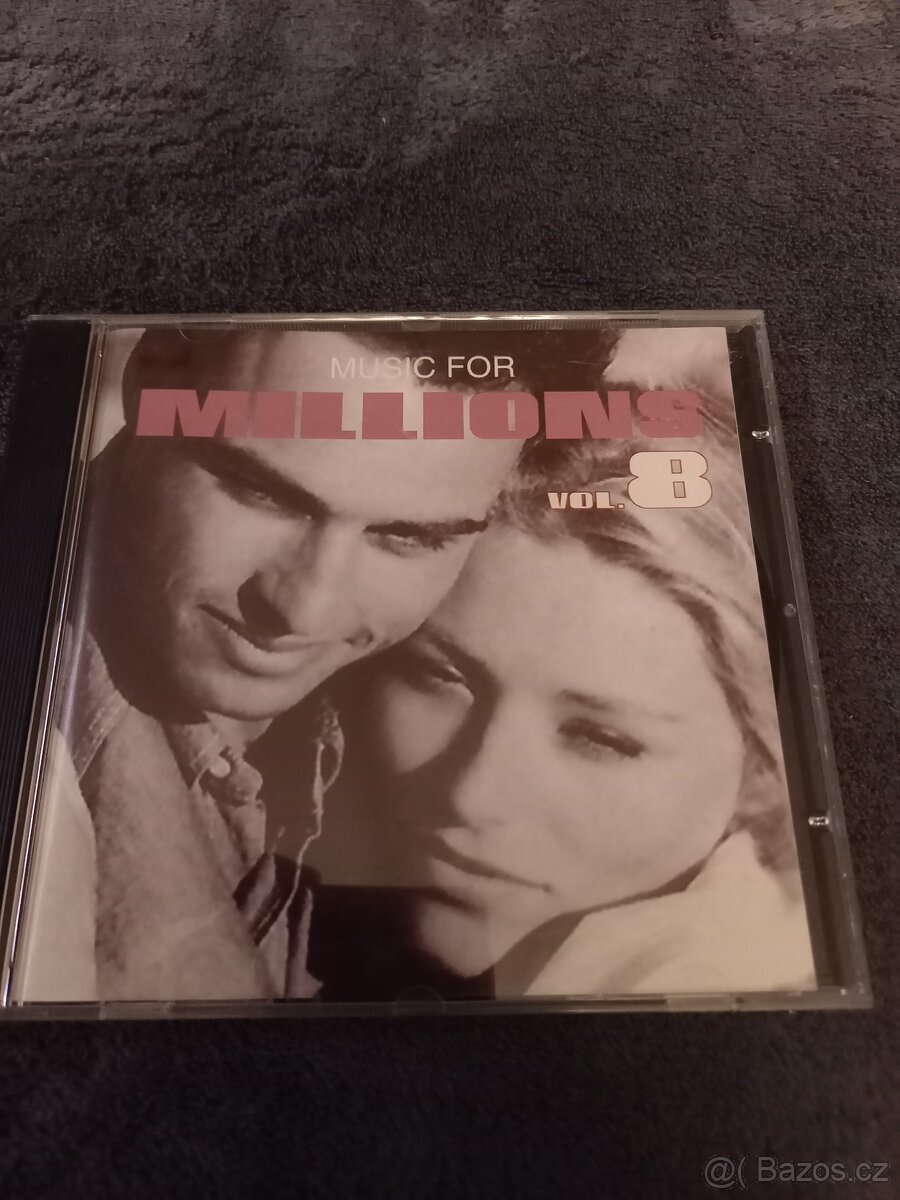 MUSIC FOR
MILLIONS
VOL. 8
@( Bazos.cz